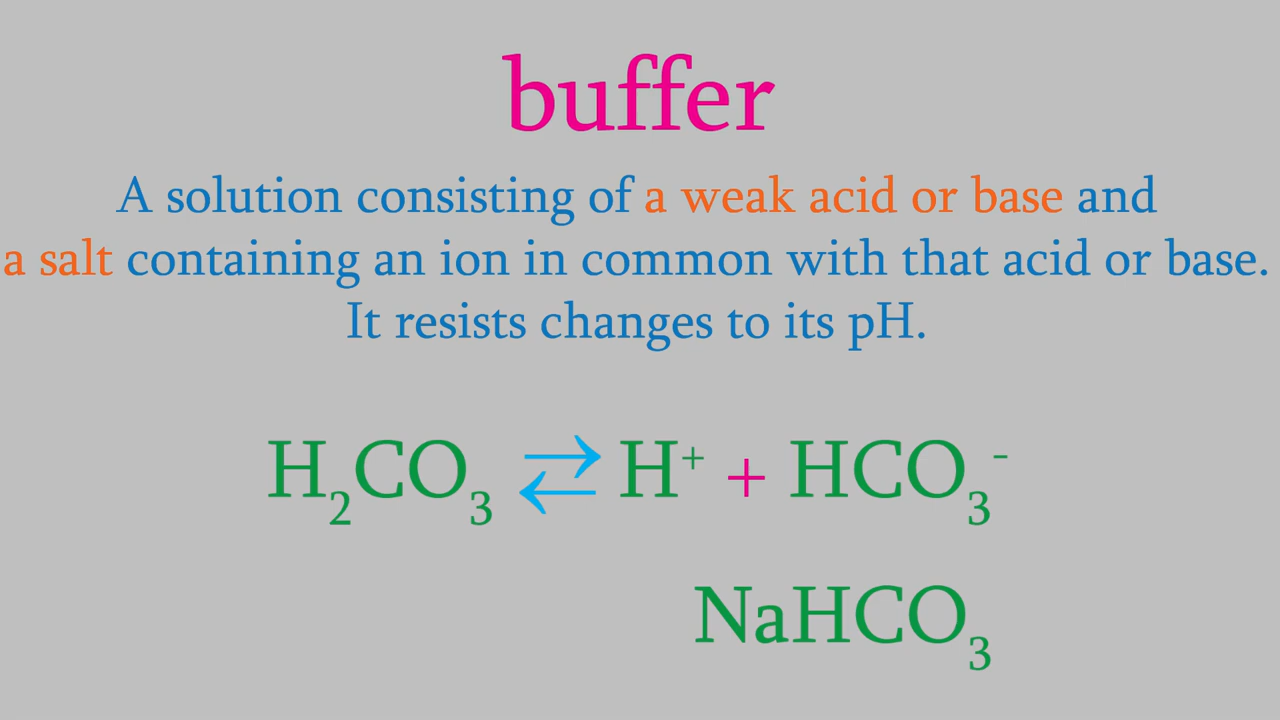 buffer
A solution consisting of a weak acid or base and
a salt containing an ion in common with that acid or base.
It resists changes to its pH.
H₂CO₃ ⇄ H⁺ + HCO₃⁻
NaHCO₃